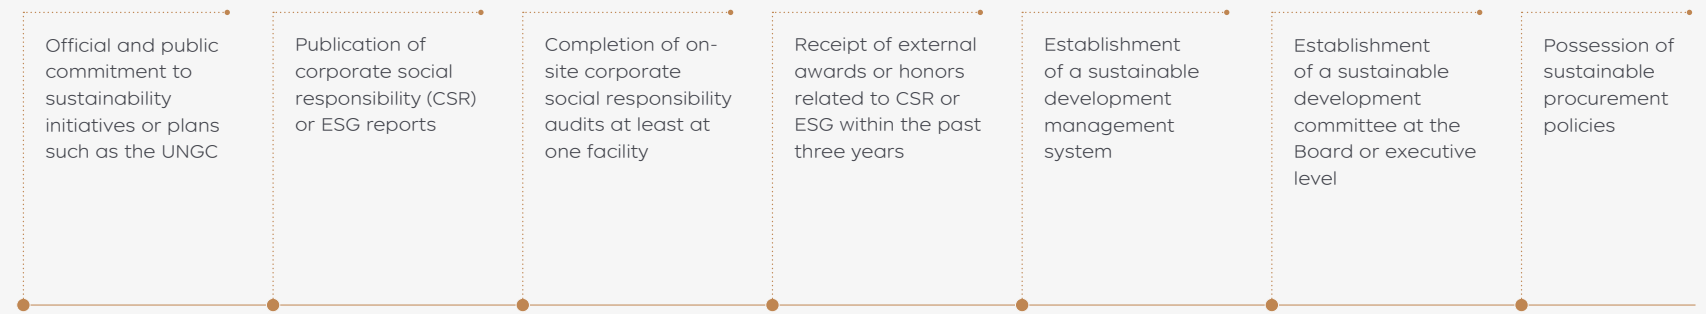 Official and public
commitment to
sustainability
initiatives or plans
such as the UNGC
Publication of
corporate social
responsibility (CSR)
or ESG reports
Completion of on-
site corporate
social responsibility
audits at least at
one facility
Receipt of external
awards or honors
related to CSR or
ESG within the past
three years
Establishment
of a sustainable
development
management
system
Establishment
of a sustainable
development
committee at the
Board or executive
level
Possession of
sustainable
procurement
policies